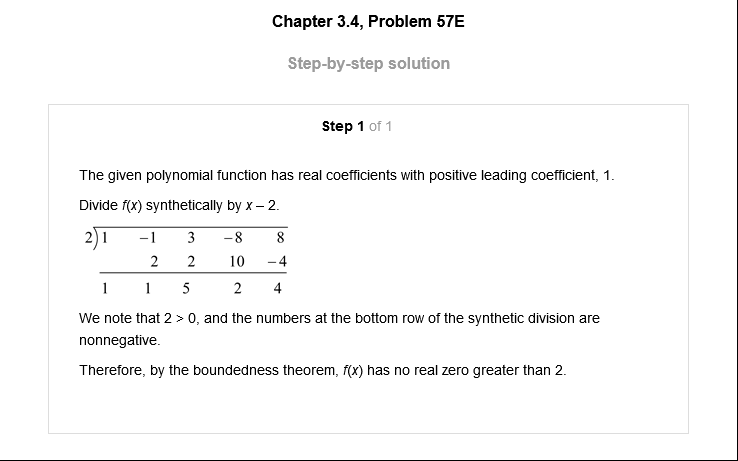 Chapter 3.4, Problem 57E
Step-by-step solution
Step 1 of 1
The given polynomial function has real coefficients with positive leading coefficient, 1.
Divide f(x) synthetically by x – 2.
2)1 −1 3 −8 8
2 2 10 −4
1 1 5 2 4
We note that 2 > 0, and the numbers at the bottom row of the synthetic division are
nonnegative.
Therefore, by the boundedness theorem, f(x) has no real zero greater than 2.